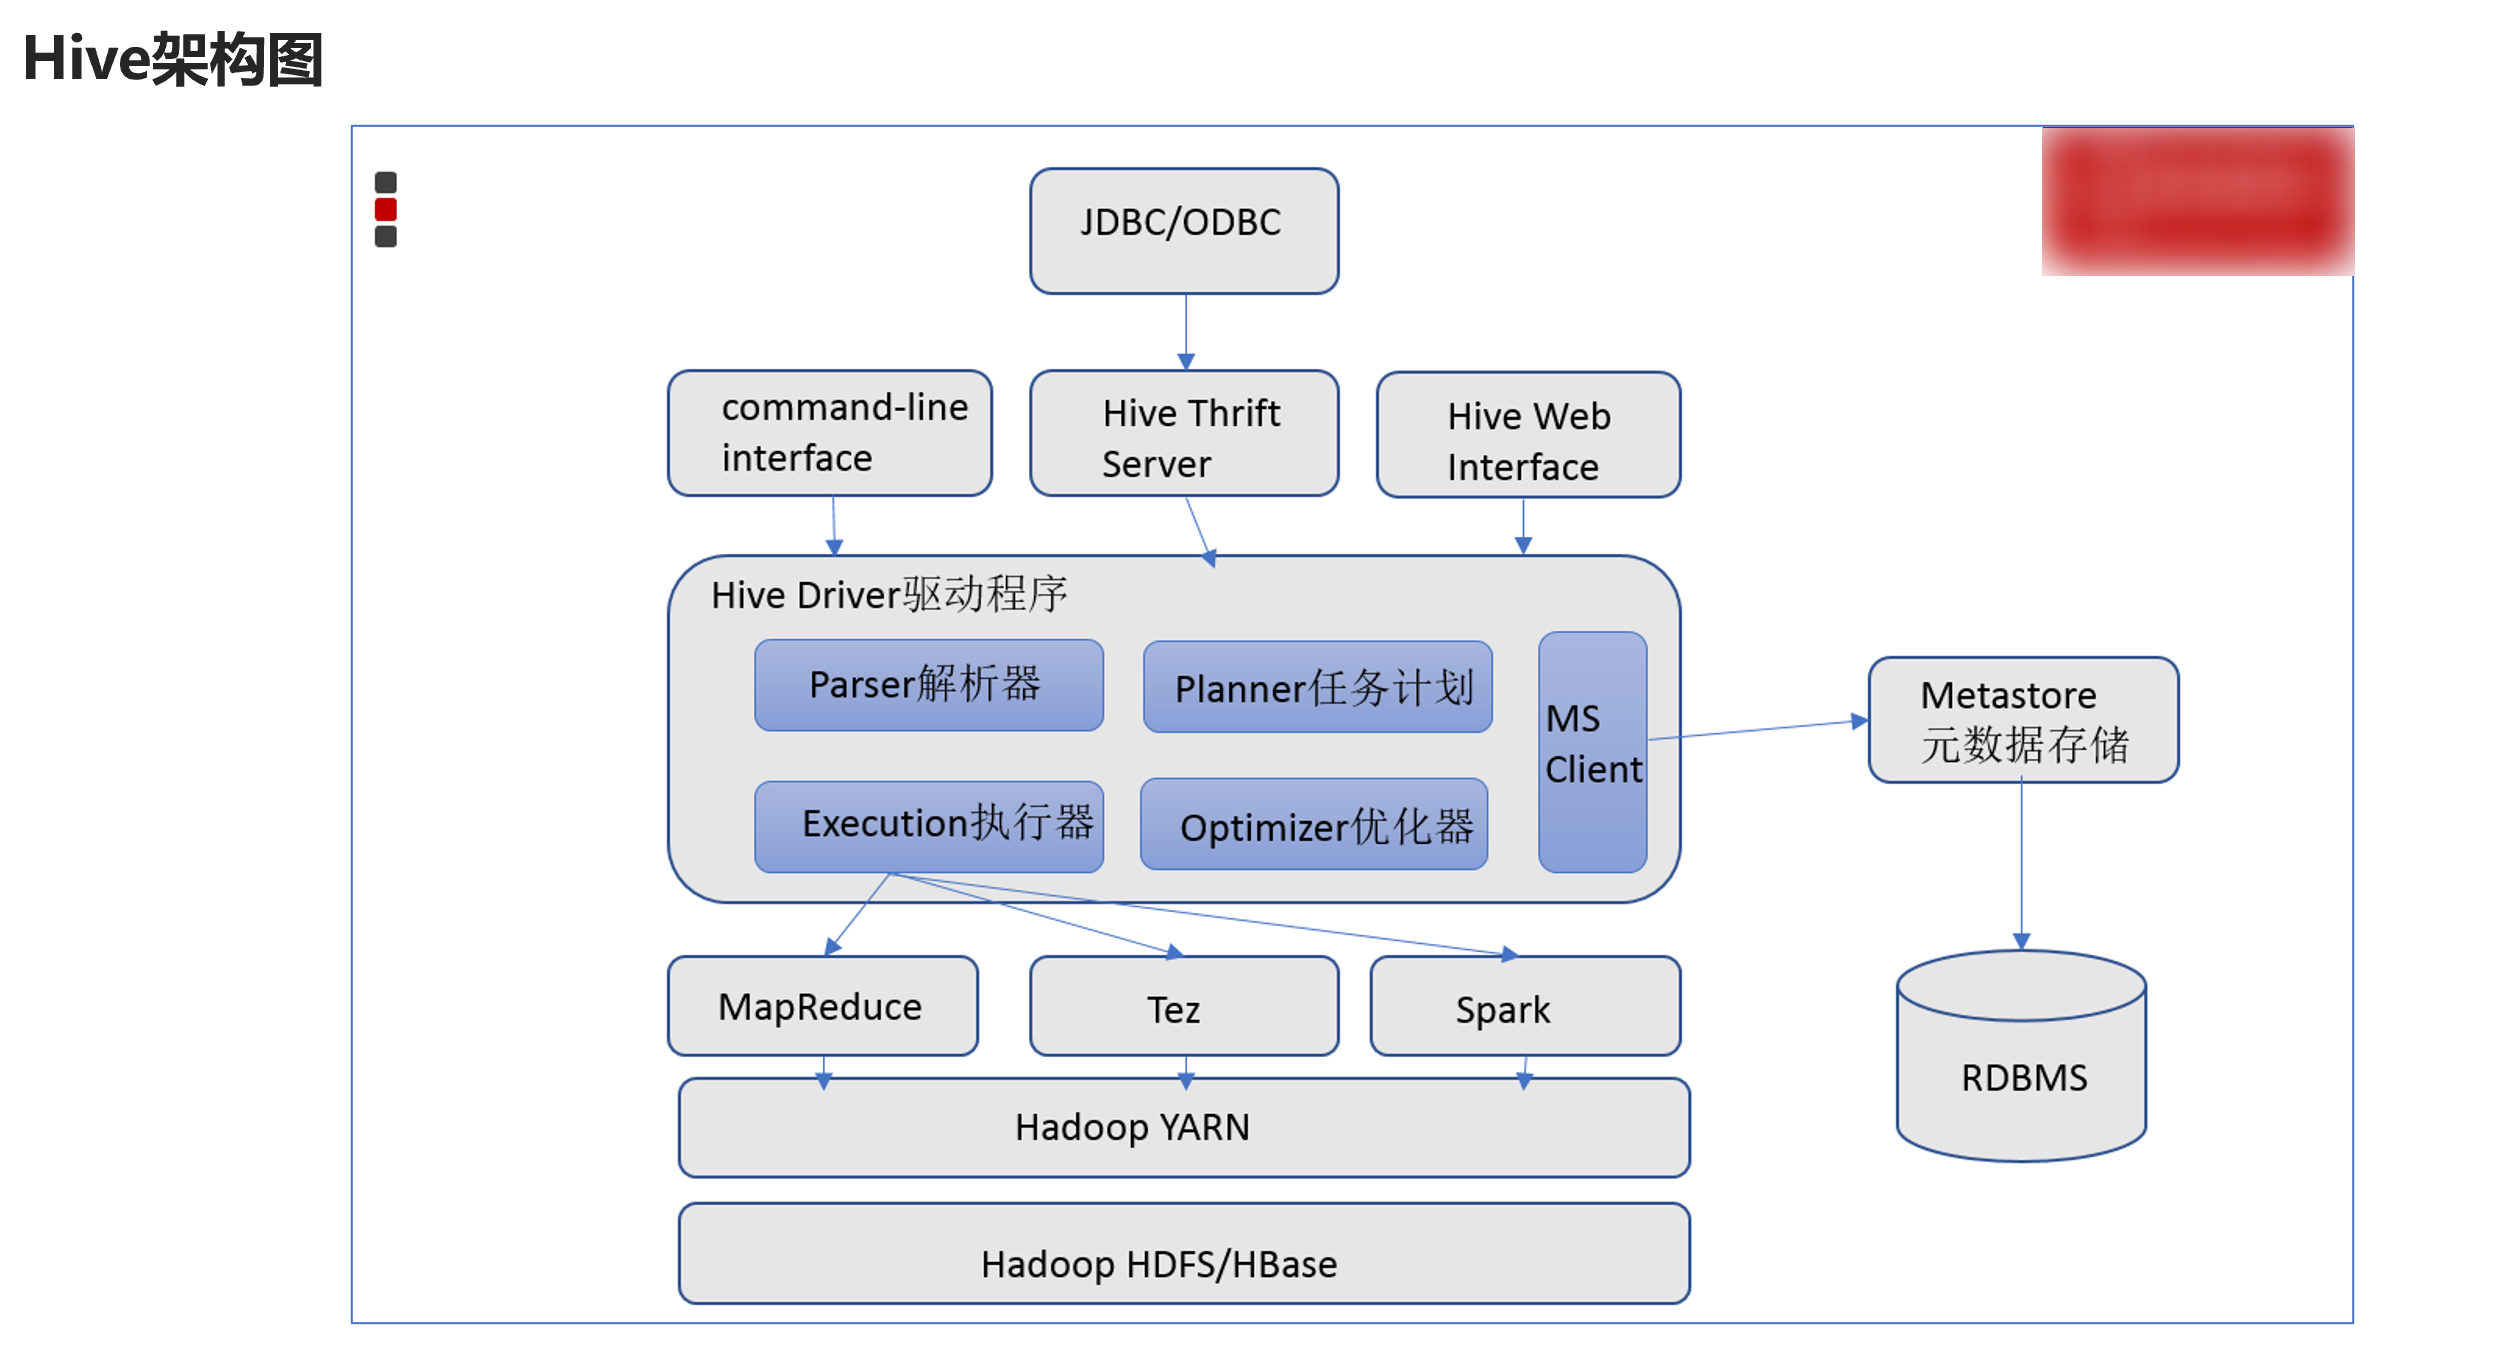 Hive架构图
JDBC/ODBC
command-line
interface
Hive Thrift
Server
Hive Web
Interface
Hive Driver驱动程序
Parser解析器
Planner任务计划
MS
Client
Execution执行器
Optimizer优化器
Metastore
元数据存储
MapReduce
Tez
Spark
RDBMS
Hadoop YARN
Hadoop HDFS/HBase